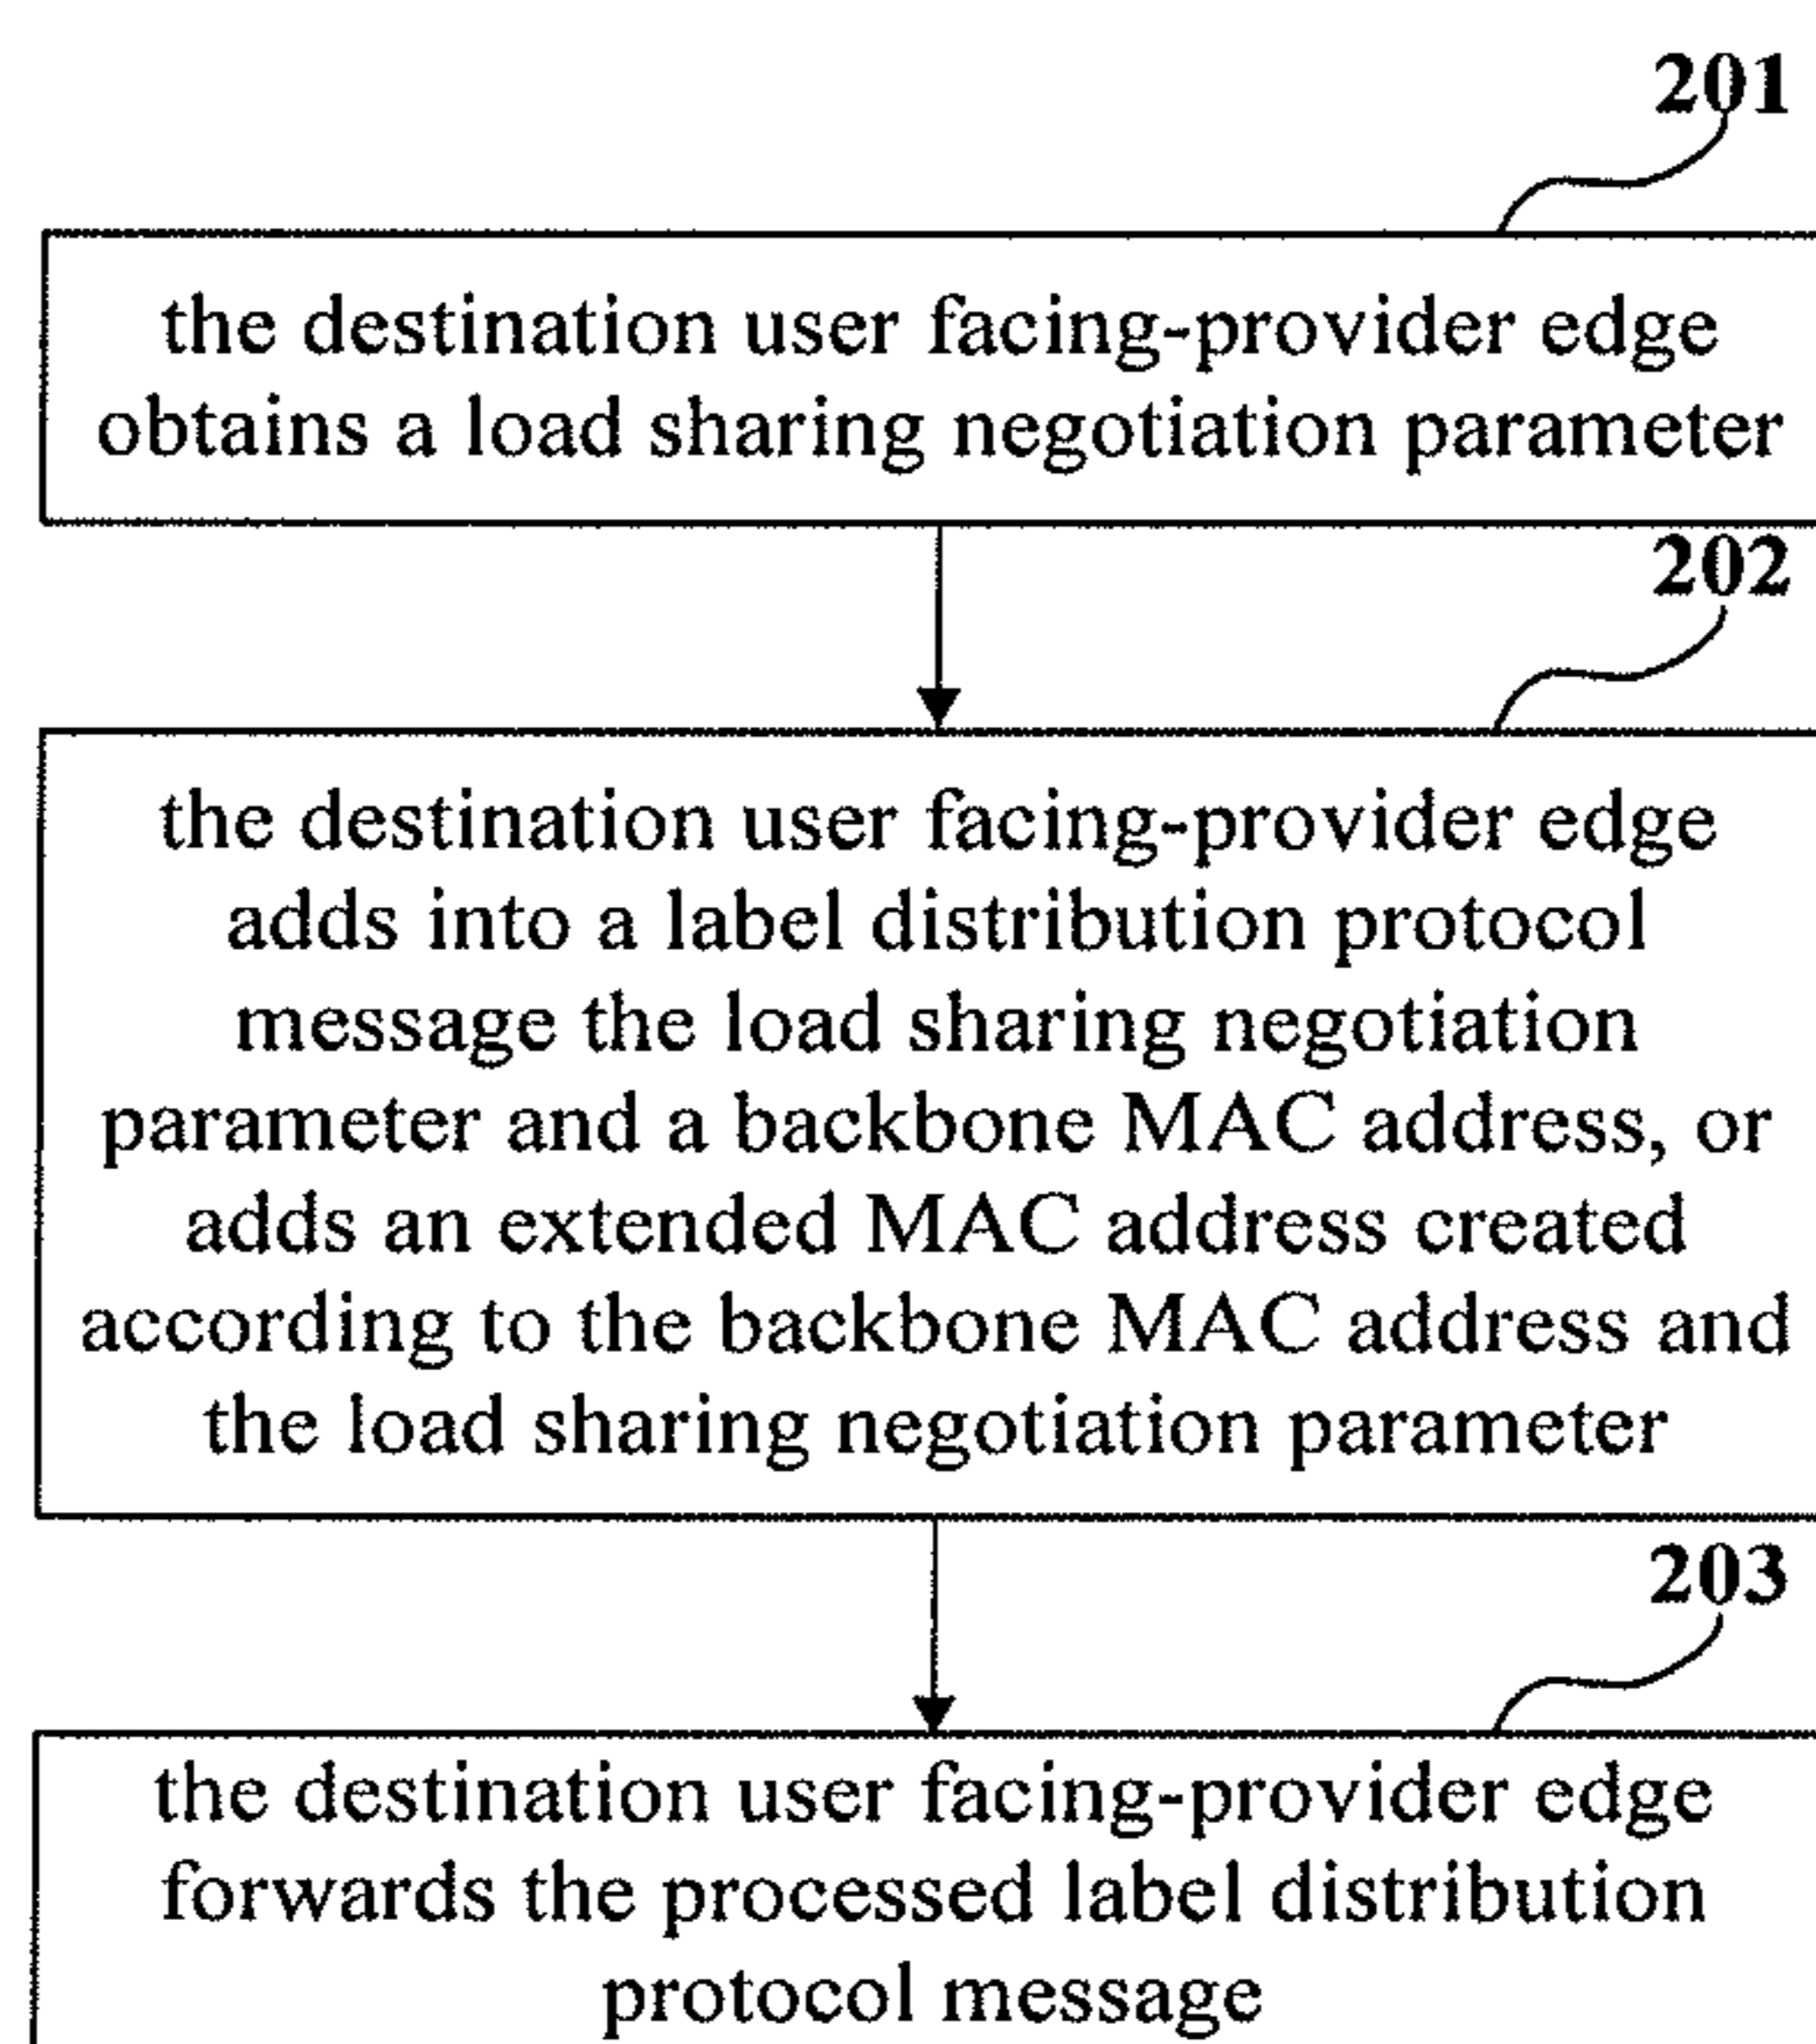 201
the destination user facing-provider edge
obtains a load sharing negotiation parameter
202
the destination user facing-provider edge
adds into a label distribution protocol
message the load sharing negotiation
parameter and a backbone MAC address, or
adds an extended MAC address created
according to the backbone MAC address and
the load sharing negotiation parameter
203
the destination user facing-provider edge
forwards the processed label distribution
protocol message